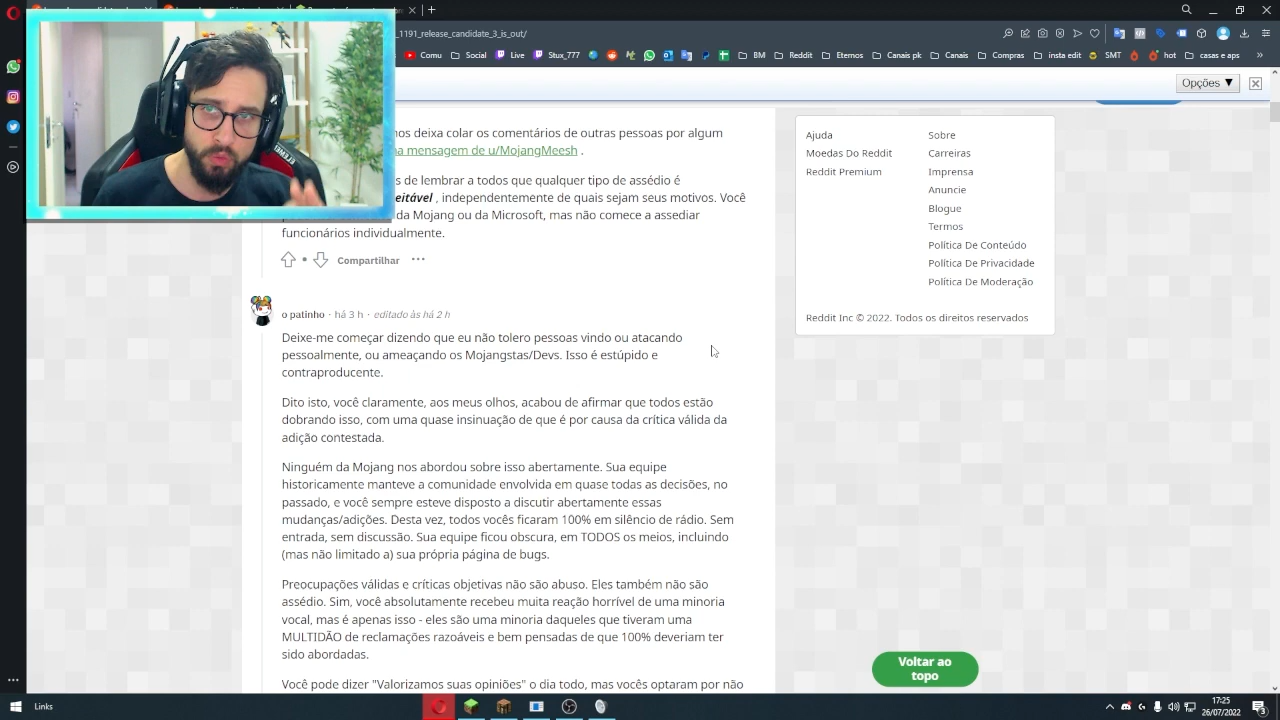 _1191_release_candidate_3_is_out/
Comu
Social
Stux_777
BM
Reddit - Eternos
Canais pk
Canais
Compras
insta edit
SMT
hot
casas e aps
Opções ▼
nos deixa colar os comentários de outras pessoas por algum
na mensagem de u/MojangMeesh .
s de lembrar a todos que qualquer tipo de assédio é
eitável , independentemente de quais sejam seus motivos. Você
da Mojang ou da Microsoft, mas não comece a assediar
funcionários individualmente.
Compartilhar
o patinho · há 3 h · editado às há 2 h
Deixe-me começar dizendo que eu não tolero pessoas vindo ou atacando
pessoalmente, ou ameaçando os Mojangstas/Devs. Isso é estúpido e
contraproducente.
Dito isto, você claramente, aos meus olhos, acabou de afirmar que todos estão
dobrando isso, com uma quase insinuação de que é por causa da crítica válida da
adição contestada.
Ninguém da Mojang nos abordou sobre isso abertamente. Sua equipe
historicamente manteve a comunidade envolvida em quase todas as decisões, no
passado, e você sempre esteve disposto a discutir abertamente essas
mudanças/adições. Desta vez, todos vocês ficaram 100% em silêncio de rádio. Sem
entrada, sem discussão. Sua equipe ficou obscura, em TODOS os meios, incluindo
(mas não limitado a) sua própria página de bugs.
Preocupações válidas e críticas objetivas não são abuso. Eles também não são
assédio. Sim, você absolutamente recebeu muita reação horrível de uma minoria
vocal, mas é apenas isso - eles são uma minoria daqueles que tiveram uma
MULTIDÃO de reclamações razoáveis e bem pensadas de que 100% deveriam ter
sido abordadas.
Você pode dizer "Valorizamos suas opiniões" o dia todo, mas vocês optaram por não
Ajuda
Moedas Do Reddit
Reddit Premium
Sobre
Carreiras
Imprensa
Anuncie
Blogue
Termos
Política De Conteúdo
Política De Privacidade
Política De Moderação
Reddit Inc © 2022. Todos os direitos reservados
Voltar ao
topo
Links
17:25
26/07/2022